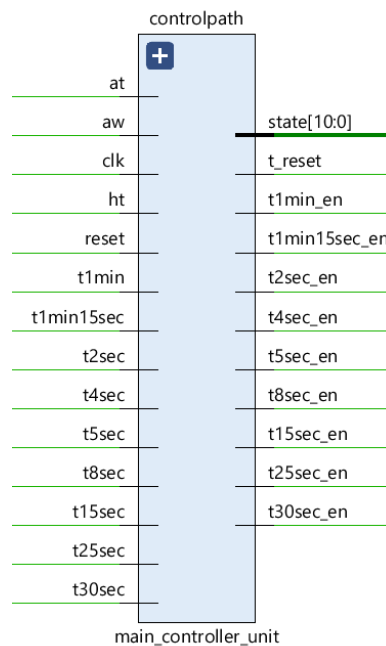 controlpath
at
aw
clk
ht
reset
t1min
t1min15sec
t2sec
t4sec
t5sec
t8sec
t15sec
t25sec
t30sec
state[10:0]
t_reset
t1min_en
t1min15sec_en
t2sec_en
t4sec_en
t5sec_en
t8sec_en
t15sec_en
t25sec_en
t30sec_en
main_controller_unit